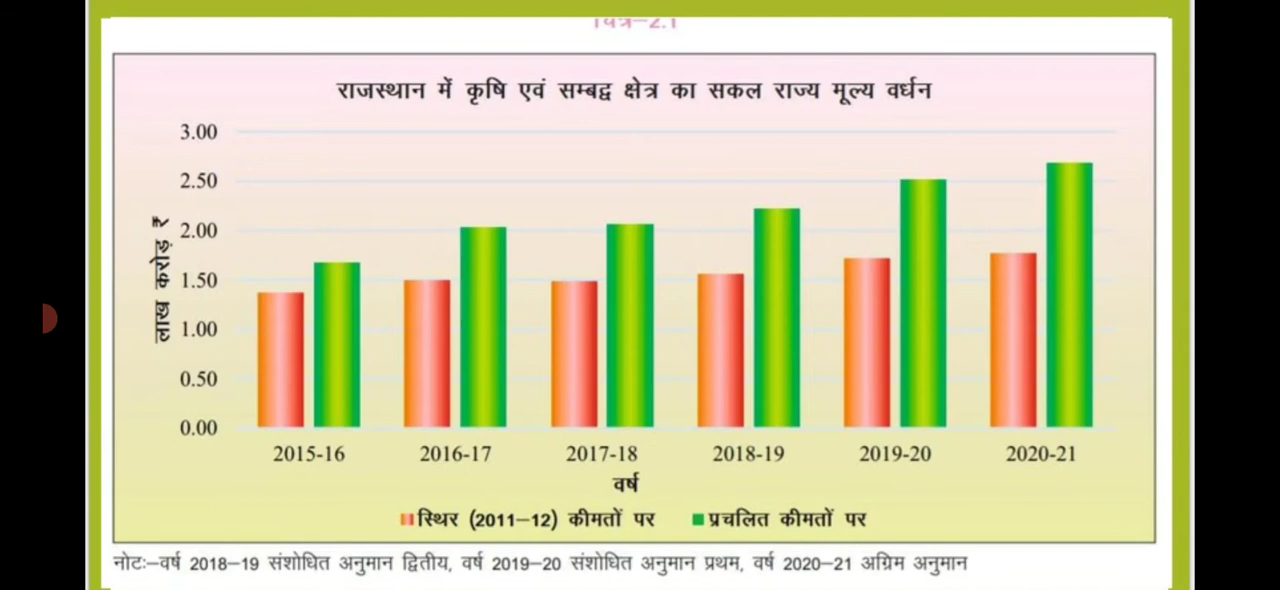 चित्र–2.1
राजस्थान में कृषि एवं सम्बद्व क्षेत्र का सकल राज्य मूल्य वर्धन
लाख करोड़ ₹
3.00
2.50
2.00
1.50
1.00
0.50
0.00
2015-16 2016-17 2017-18 2018-19 2019-20 2020-21
वर्ष
स्थिर (2011–12) कीमतों पर प्रचलित कीमतों पर
नोटः–वर्ष 2018–19 संशोधित अनुमान द्वितीय, वर्ष 2019–20 संशोधित अनुमान प्रथम, वर्ष 2020–21 अग्रिम अनुमान